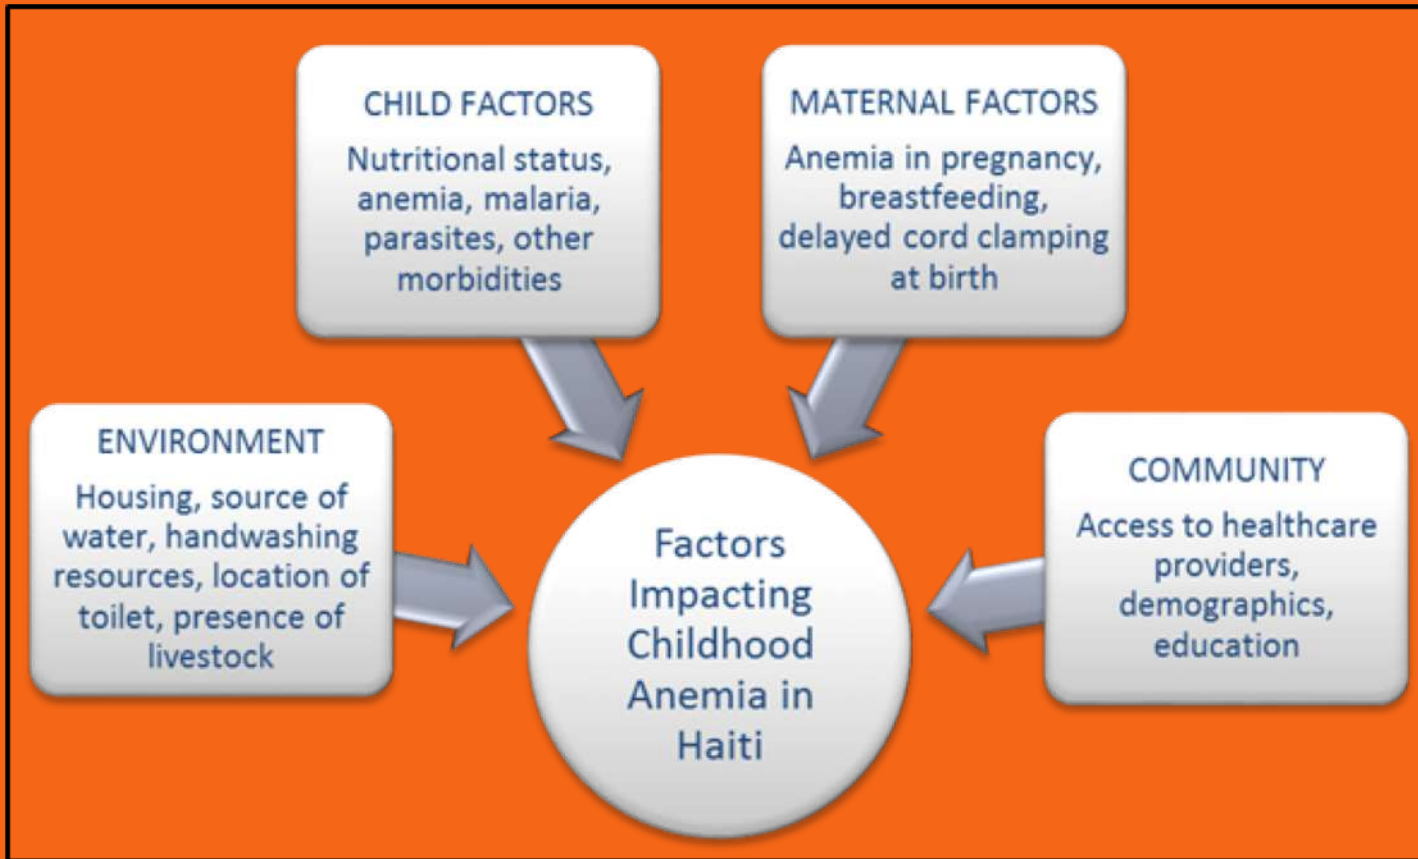 CHILD FACTORS
Nutritional status,
anemia, malaria,
parasites, other
morbidities
MATERNAL FACTORS
Anemia in pregnancy,
breastfeeding,
delayed cord clamping
at birth
ENVIRONMENT
Housing, source of
water, handwashing
resources, location of
toilet, presence of
livestock
COMMUNITY
Access to healthcare
providers,
demographics,
education
Factors
Impacting
Childhood
Anemia in
Haiti